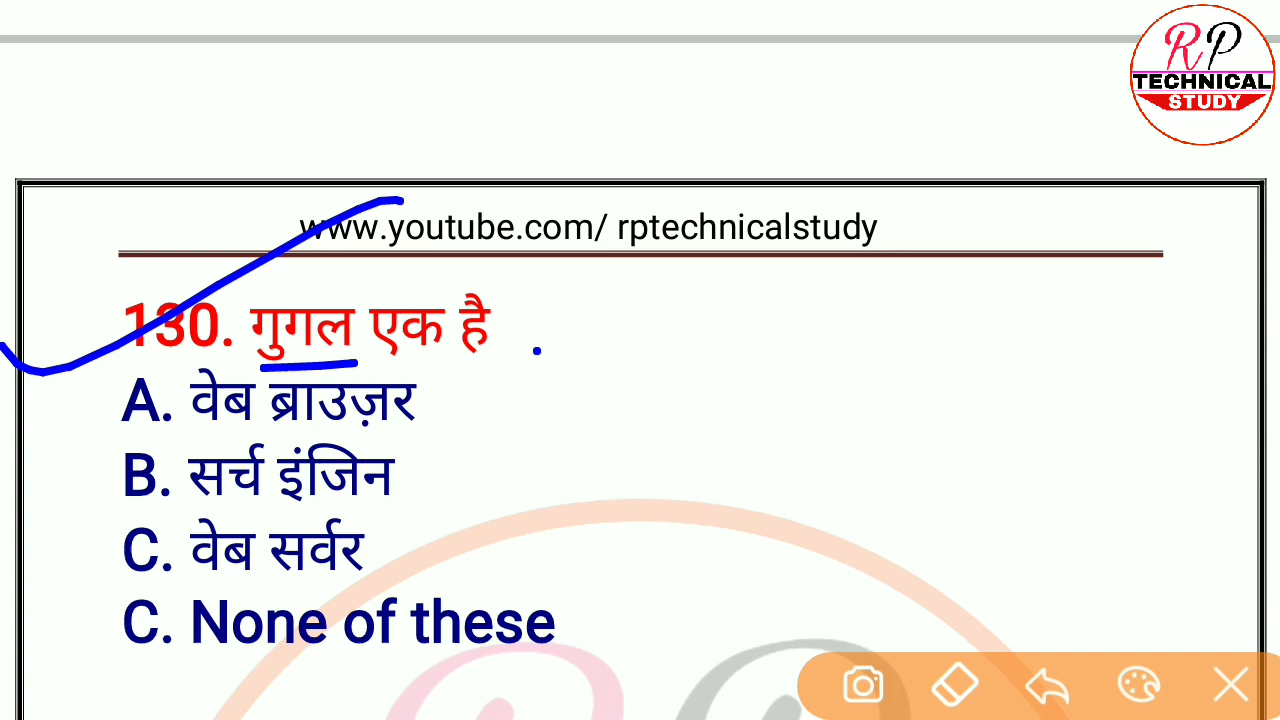 RP
TECHNICAL
STUDY
www.youtube.com/ rptechnicalstudy
130. गुगल एक है
A. वेब ब्राउज़र
B. सर्च इंजिन
C. वेब सर्वर
C. None of these